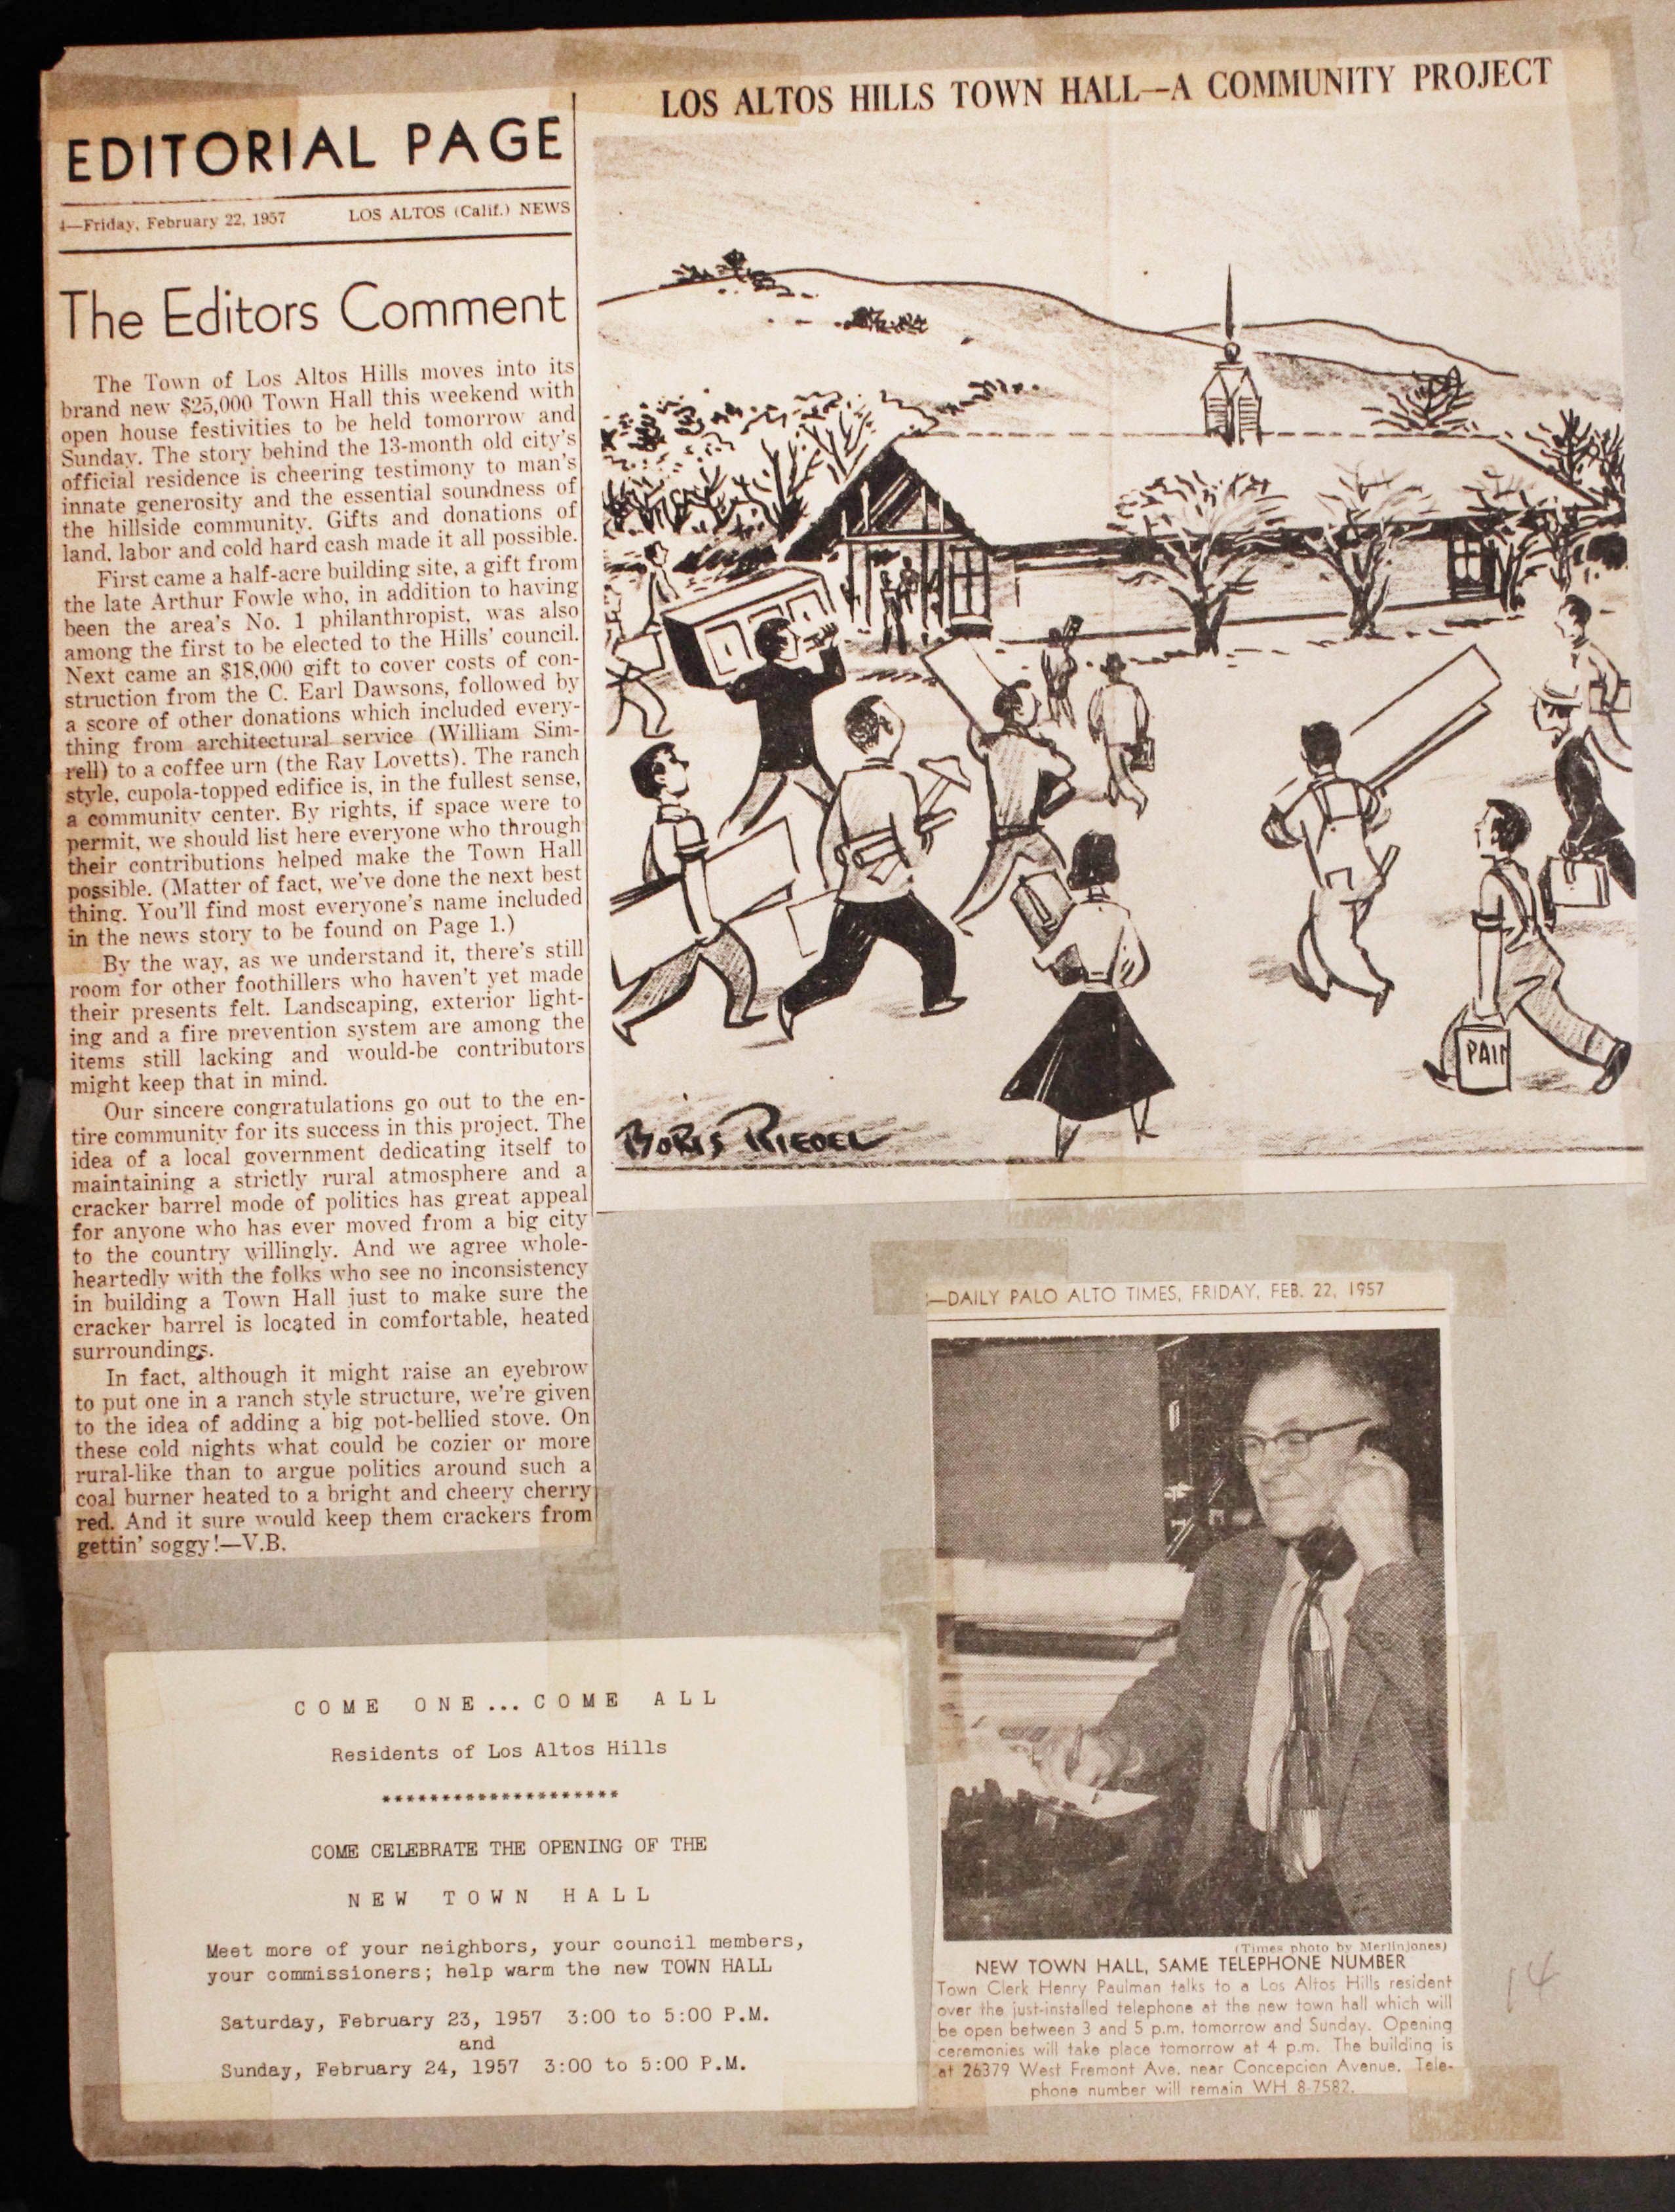 EDITORIAL PAGE
4—Friday, February 22, 1957 LOS ALTOS (Calif.) NEWS
The Editors Comment
The Town of Los Altos Hills moves into its
brand new $25,000 Town Hall this weekend with
open house festivities to be held tomorrow and
Sunday. The story behind the 13-month old city's
official residence is cheering testimony to man's
innate generosity and the essential soundness of
the hillside community. Gifts and donations of
land, labor and cold hard cash made it all possible.
First came a half-acre building site, a gift from
the late Arthur Fowle who, in addition to having
been the area's No. 1 philanthropist, was also
among the first to be elected to the Hills' council.
Next came an $18,000 gift to cover costs of con-
struction from the C. Earl Dawsons, followed by
a score of other donations which included every-
thing from architectural service (William Sim-
rell) to a coffee urn (the Ray Lovetts). The ranch
style, cupola-topped edifice is, in the fullest sense,
a community center. By rights, if space were to
permit, we should list here everyone who through
their contributions helped make the Town Hall
possible. (Matter of fact, we've done the next best
thing. You'll find most everyone's name included
in the news story to be found on Page 1.)
By the way, as we understand it, there's still
room for other foothillers who haven't yet made
their presents felt. Landscaping, exterior light-
ing and a fire prevention system are among the
items still lacking and would-be contributors
might keep that in mind.
Our sincere congratulations go out to the en-
tire community for its success in this project. The
idea of a local government dedicating itself to
maintaining a strictly rural atmosphere and a
cracker barrel mode of politics has great appeal
for anyone who has ever moved from a big city
to the country willingly. And we agree whole-
heartedly with the folks who see no inconsistency
in building a Town Hall just to make sure the
cracker barrel is located in comfortable, heated
surroundings.
In fact, although it might raise an eyebrow
to put one in a ranch style structure, we're given
to the idea of adding a big pot-bellied stove. On
these cold nights what could be cozier or more
rural-like than to argue politics around such a
coal burner heated to a bright and cheery cherry
red. And it sure would keep them crackers from
gettin' soggy!—V.B.
LOS ALTOS HILLS TOWN HALL—A COMMUNITY PROJECT
PAIN
BORIS RIEDEL
—DAILY PALO ALTO TIMES, FRIDAY, FEB. 22, 1957
(Times photo by Merlinjones)
NEW TOWN HALL, SAME TELEPHONE NUMBER
Town Clerk Henry Paulman talks to a Los Altos Hills resident
over the just-installed telephone at the new town hall which will
be open between 3 and 5 p.m. tomorrow and Sunday. Opening
ceremonies will take place tomorrow at 4 p.m. The building is
at 26379 West Fremont Ave. near Concepcion Avenue. Tele-
phone number will remain WH 8-7582.
14
COME ONE...COME ALL
Residents of Los Altos Hills
********************
COME CELEBRATE THE OPENING OF THE
NEW TOWN HALL
Meet more of your neighbors, your council members,
your commissioners; help warm the new TOWN HALL
Saturday, February 23, 1957 3:00 to 5:00 P.M.
and
Sunday, February 24, 1957 3:00 to 5:00 P.M.